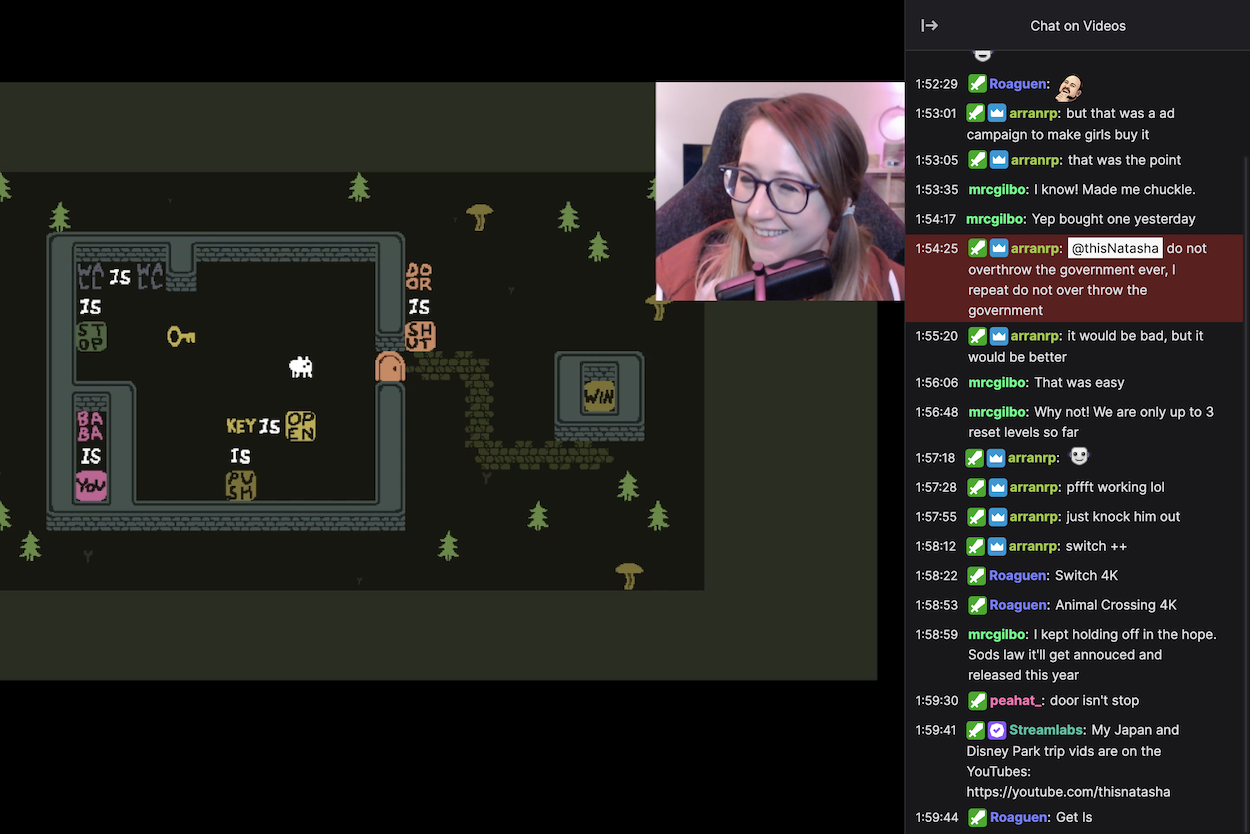 WALL IS WALL
IS
STOP
DOOR
IS
SHUT
WIN
BABA
IS
YOU
KEY IS OPEN
IS
PUSH
Chat on Videos
1:52:29 Roaguen:
1:53:01 arranrp: but that was a ad
campaign to make girls buy it
1:53:05 arranrp: that was the point
1:53:35 mrcgilbo: I know! Made me chuckle.
1:54:17 mrcgilbo: Yep bought one yesterday
1:54:25 arranrp: @thisNatasha do not
overthrow the government ever, I
repeat do not over throw the
government
1:55:20 arranrp: it would be bad, but it
would be better
1:56:06 mrcgilbo: That was easy
1:56:48 mrcgilbo: Why not! We are only up to 3
reset levels so far
1:57:18 arranrp:
1:57:28 arranrp: pffft working lol
1:57:55 arranrp: just knock him out
1:58:12 arranrp: switch ++
1:58:22 Roaguen: Switch 4K
1:58:53 Roaguen: Animal Crossing 4K
1:58:59 mrcgilbo: I kept holding off in the hope.
Sods law it'll get annouced and
released this year
1:59:30 peahat_: door isn't stop
1:59:41 Streamlabs: My Japan and
Disney Park trip vids are on the
YouTubes:
https://youtube.com/thisnatasha
1:59:44 Roaguen: Get Is